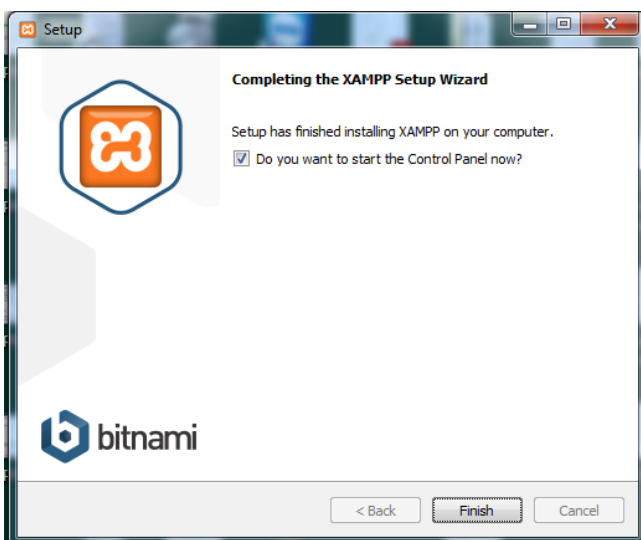 Setup
Completing the XAMPP Setup Wizard
Setup has finished installing XAMPP on your computer.
Do you want to start the Control Panel now?
bitnami
< Back
Finish
Cancel